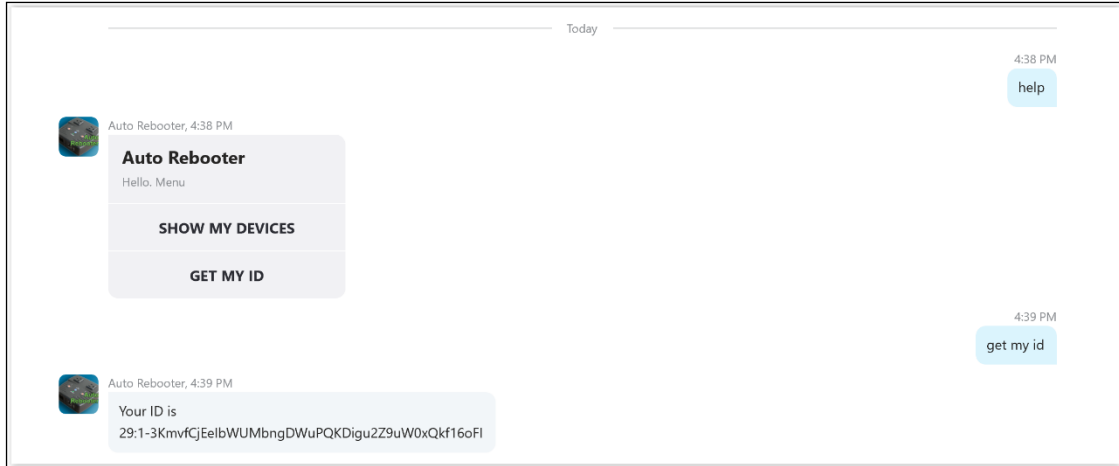 Today
4:38 PM
help
Auto Rebooter, 4:38 PM
Auto Rebooter
Hello. Menu
SHOW MY DEVICES
GET MY ID
4:39 PM
get my id
Auto Rebooter, 4:39 PM
Your ID is
29:1-3KmvfCjEeIbWUMbngDWuPQKDigu2Z9uW0xQkf16oFI